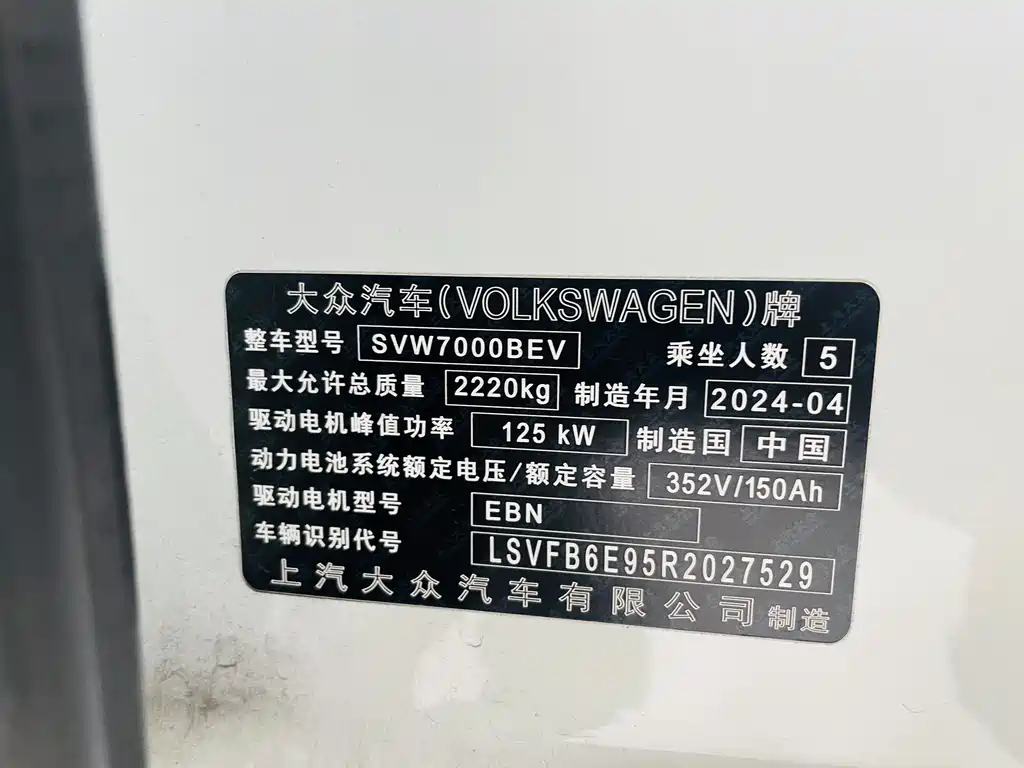 大众汽车(VOLKSWAGEN)牌
整车型号 SVW7000BEV 乘坐人数 5
最大允许总质量 2220kg 制造年月 2024-04
驱动电机峰值功率 125 kW 制造国 中国
动力电池系统额定电压/额定容量 352V/150Ah
驱动电机型号 EBN
车辆识别代号 LSVFB6E95R2027529
上汽大众汽车有限公司 制造